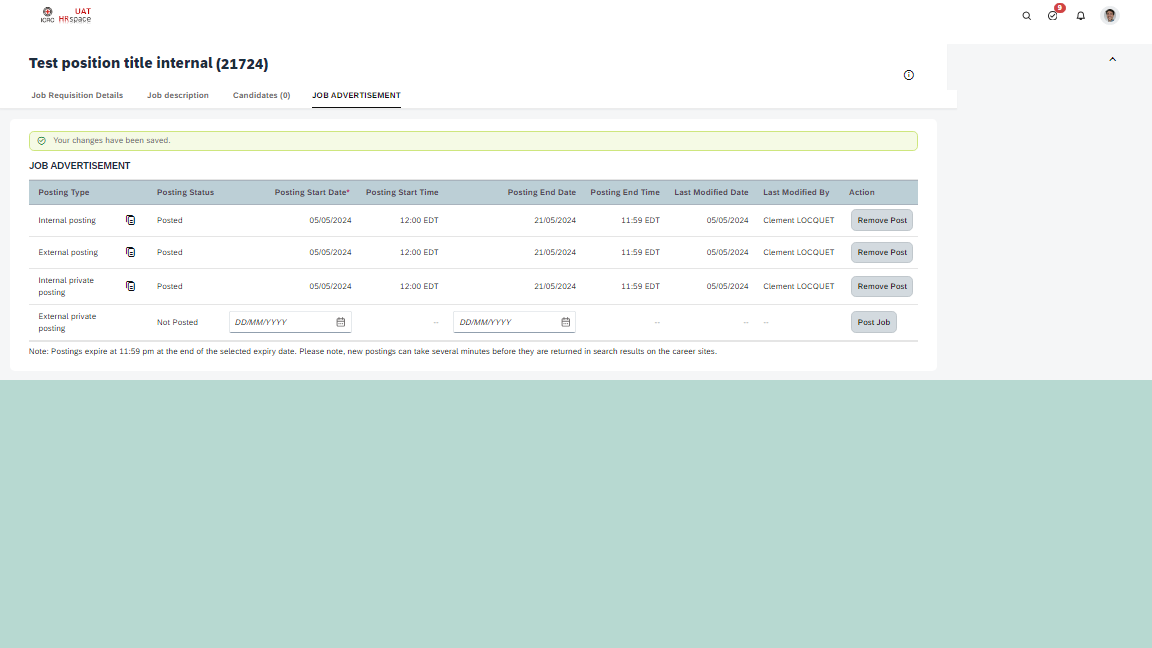 UAT
ICRC HRspace
9
Test position title internal (21724)
Job Requisition Details Job description Candidates (0) JOB ADVERTISEMENT
Your changes have been saved.
JOB ADVERTISEMENT
Posting Type Posting Status Posting Start Date* Posting Start Time Posting End Date Posting End Time Last Modified Date Last Modified By Action
Internal posting Posted 05/05/2024 12:00 EDT 21/05/2024 11:59 EDT 05/05/2024 Clement LOCQUET Remove Post
External posting Posted 05/05/2024 12:00 EDT 21/05/2024 11:59 EDT 05/05/2024 Clement LOCQUET Remove Post
Internal private
posting Posted 05/05/2024 12:00 EDT 21/05/2024 11:59 EDT 05/05/2024 Clement LOCQUET Remove Post
External private
posting Not Posted DD/MM/YYYY -- DD/MM/YYYY -- -- -- Post Job
Note: Postings expire at 11:59 pm at the end of the selected expiry date. Please note, new postings can take several minutes before they are returned in search results on the career sites.